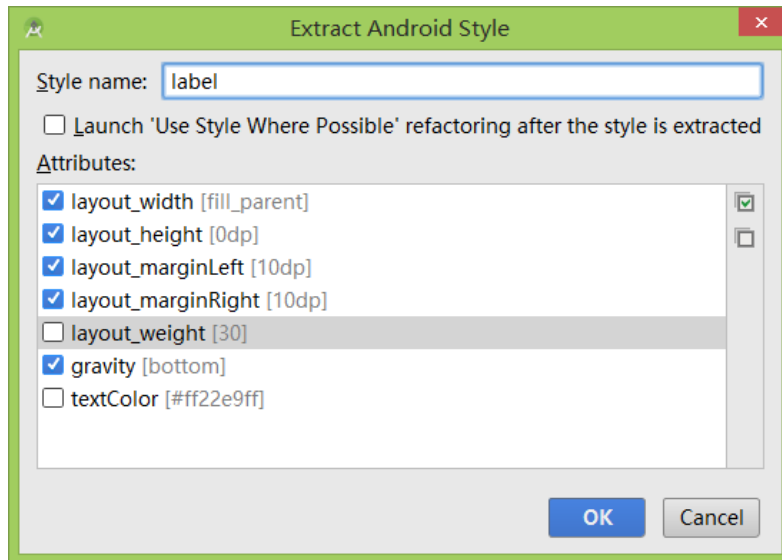 Extract Android Style
Style name: label
Launch 'Use Style Where Possible' refactoring after the style is extracted
Attributes:
layout_width [fill_parent]
layout_height [0dp]
layout_marginLeft [10dp]
layout_marginRight [10dp]
layout_weight [30]
gravity [bottom]
textColor [#ff22e9ff]
OK Cancel